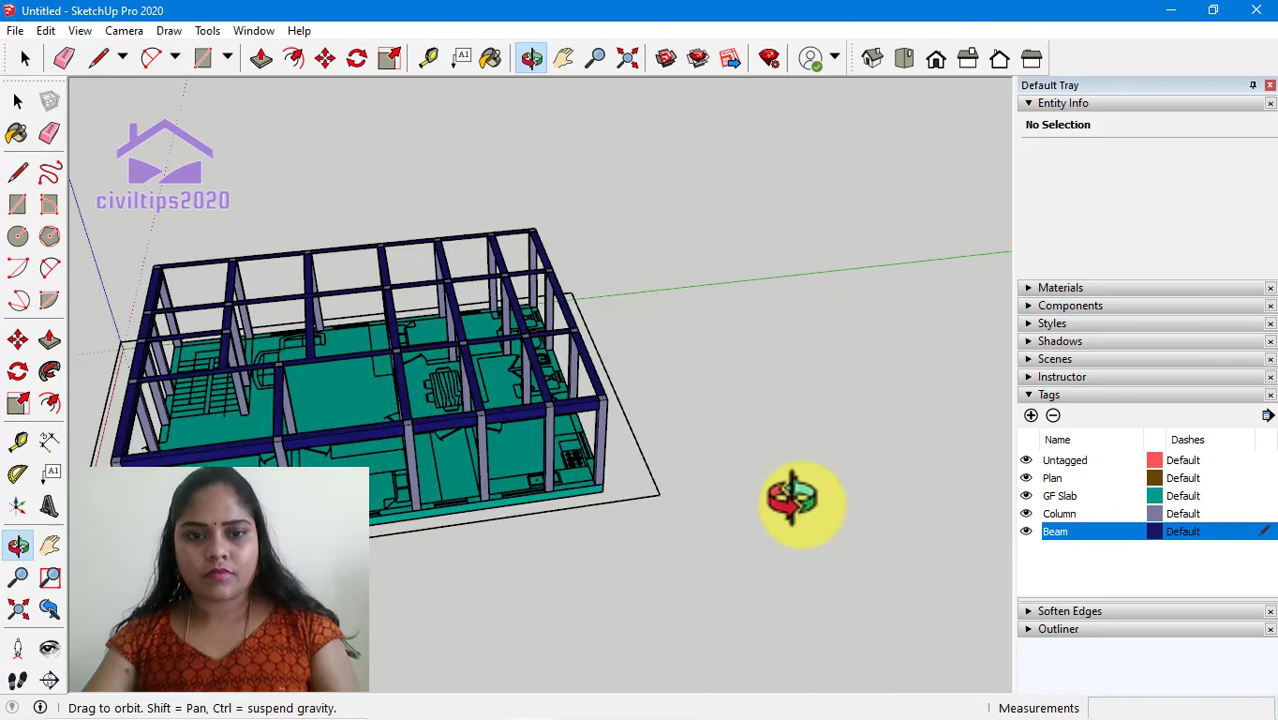 Untitled - SketchUp Pro 2020
File Edit View Camera Draw Tools Window Help
A1
Default Tray
Entity Info
No Selection
civiltips2020
Materials
Components
Styles
Shadows
Scenes
Instructor
Tags
Name Dashes
Untagged Default
Plan Default
GF Slab Default
Column Default
Beam Default
A1
Soften Edges
Outliner
Drag to orbit. Shift = Pan, Ctrl = suspend gravity.
Measurements